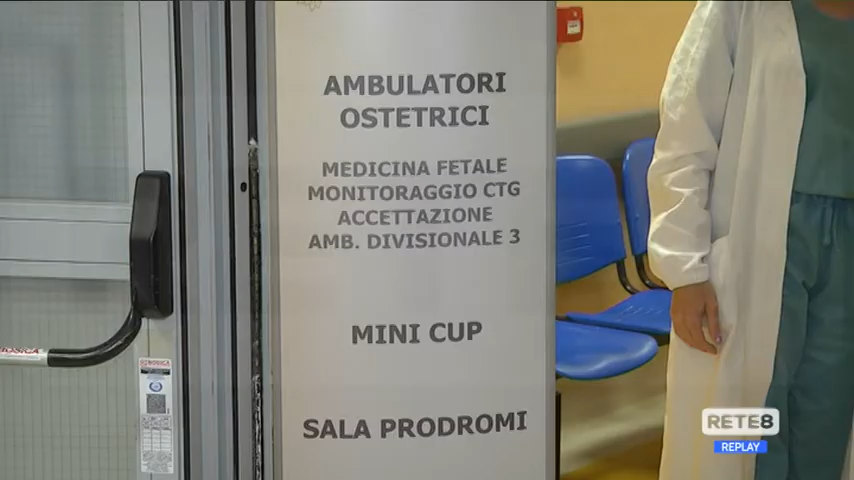 AMBULATORI
OSTETRICI
MEDICINA FETALE
MONITORAGGIO CTG
ACCETTAZIONE
AMB. DIVISIONALE 3
MINI CUP
SALA PRODROMI
RETE8
REPLAY